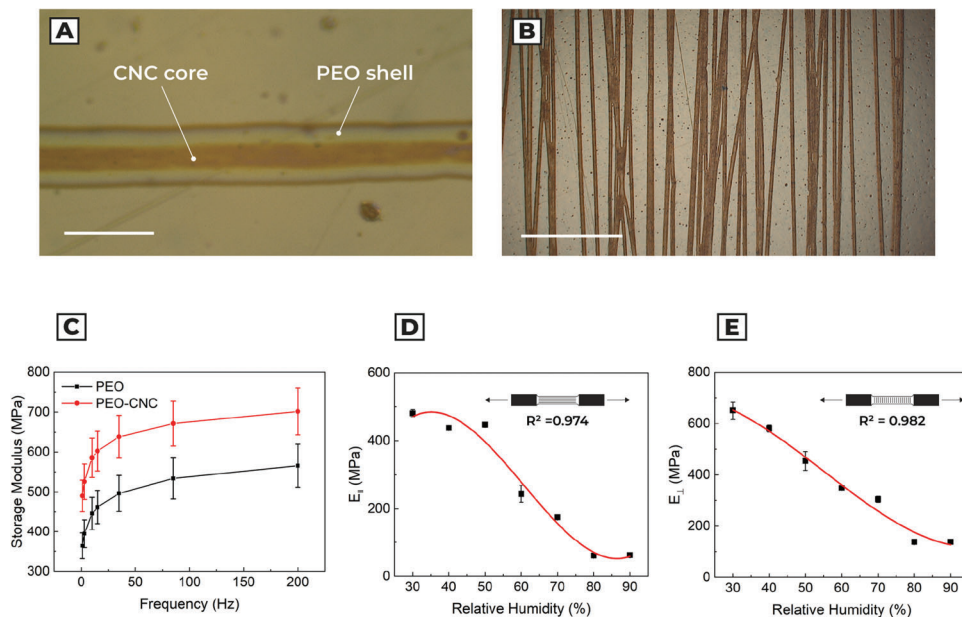 A
CNC core
PEO shell
B
C
Storage Modulus (MPa)
800
700
600
500
400
300
PEO
PEO-CNC
0
50
100
150
200
Frequency (Hz)
D
E∥ (MPa)
600
400
200
0
R² =0.974
30
40
50
60
70
80
90
Relative Humidity (%)
E
E⊥ (MPa)
800
600
400
200
0
R² = 0.982
30
40
50
60
70
80
90
Relative Humidity (%)